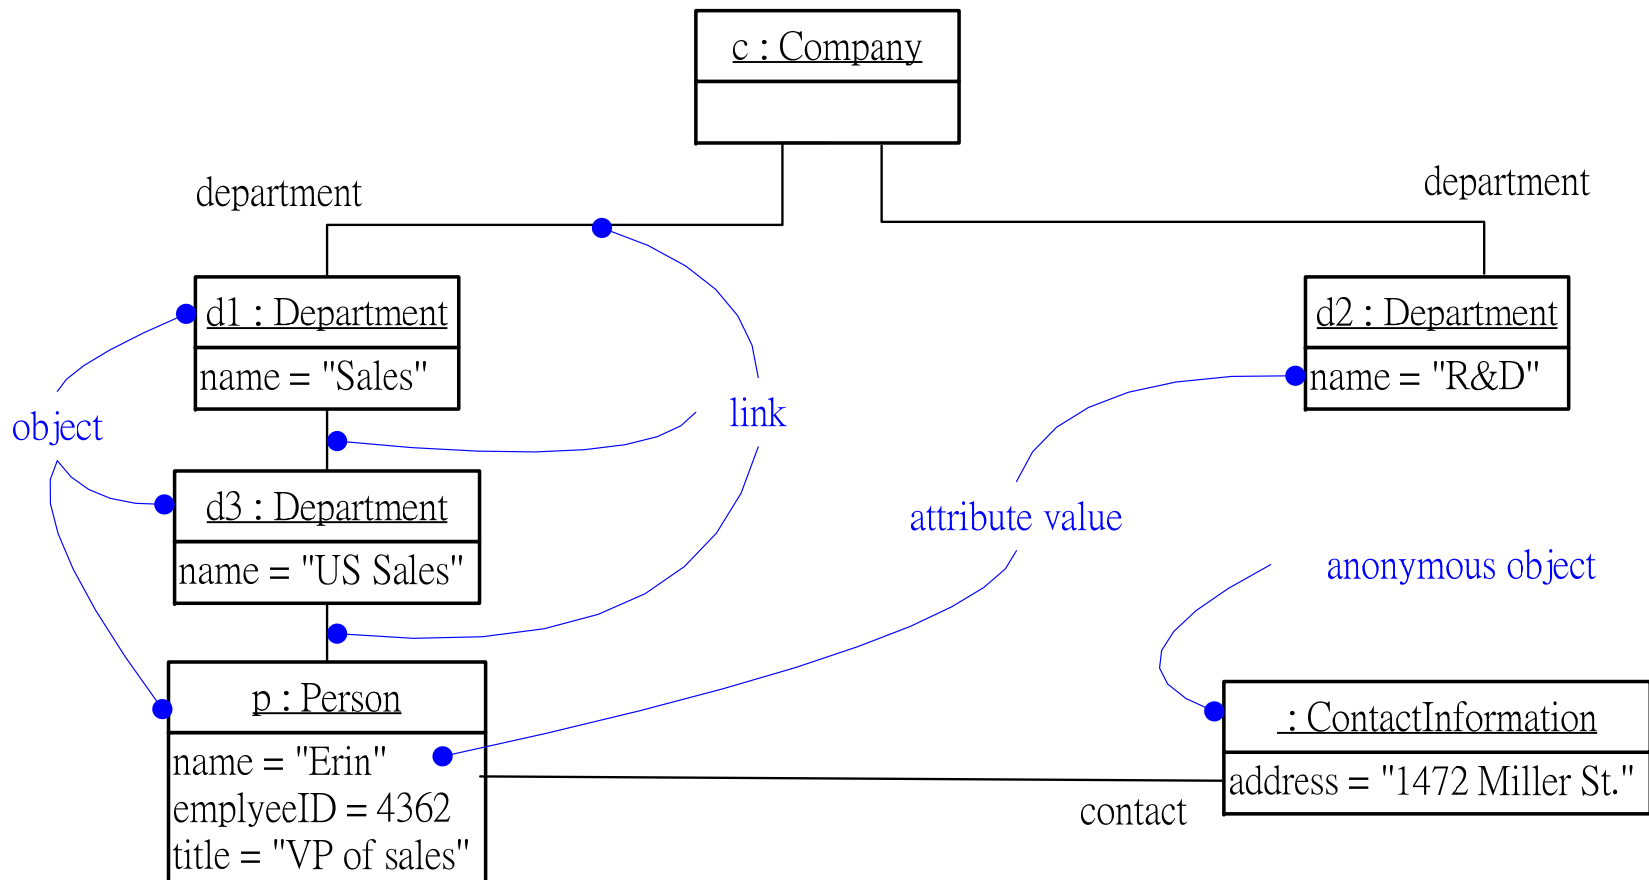 c : Company
department
department
d1 : Department
name = "Sales"
d2 : Department
name = "R&D"
object
link
d3 : Department
name = "US Sales"
attribute value
anonymous object
p : Person
name = "Erin"
emplyeeID = 4362
title = "VP of sales"
: ContactInformation
address = "1472 Miller St."
contact